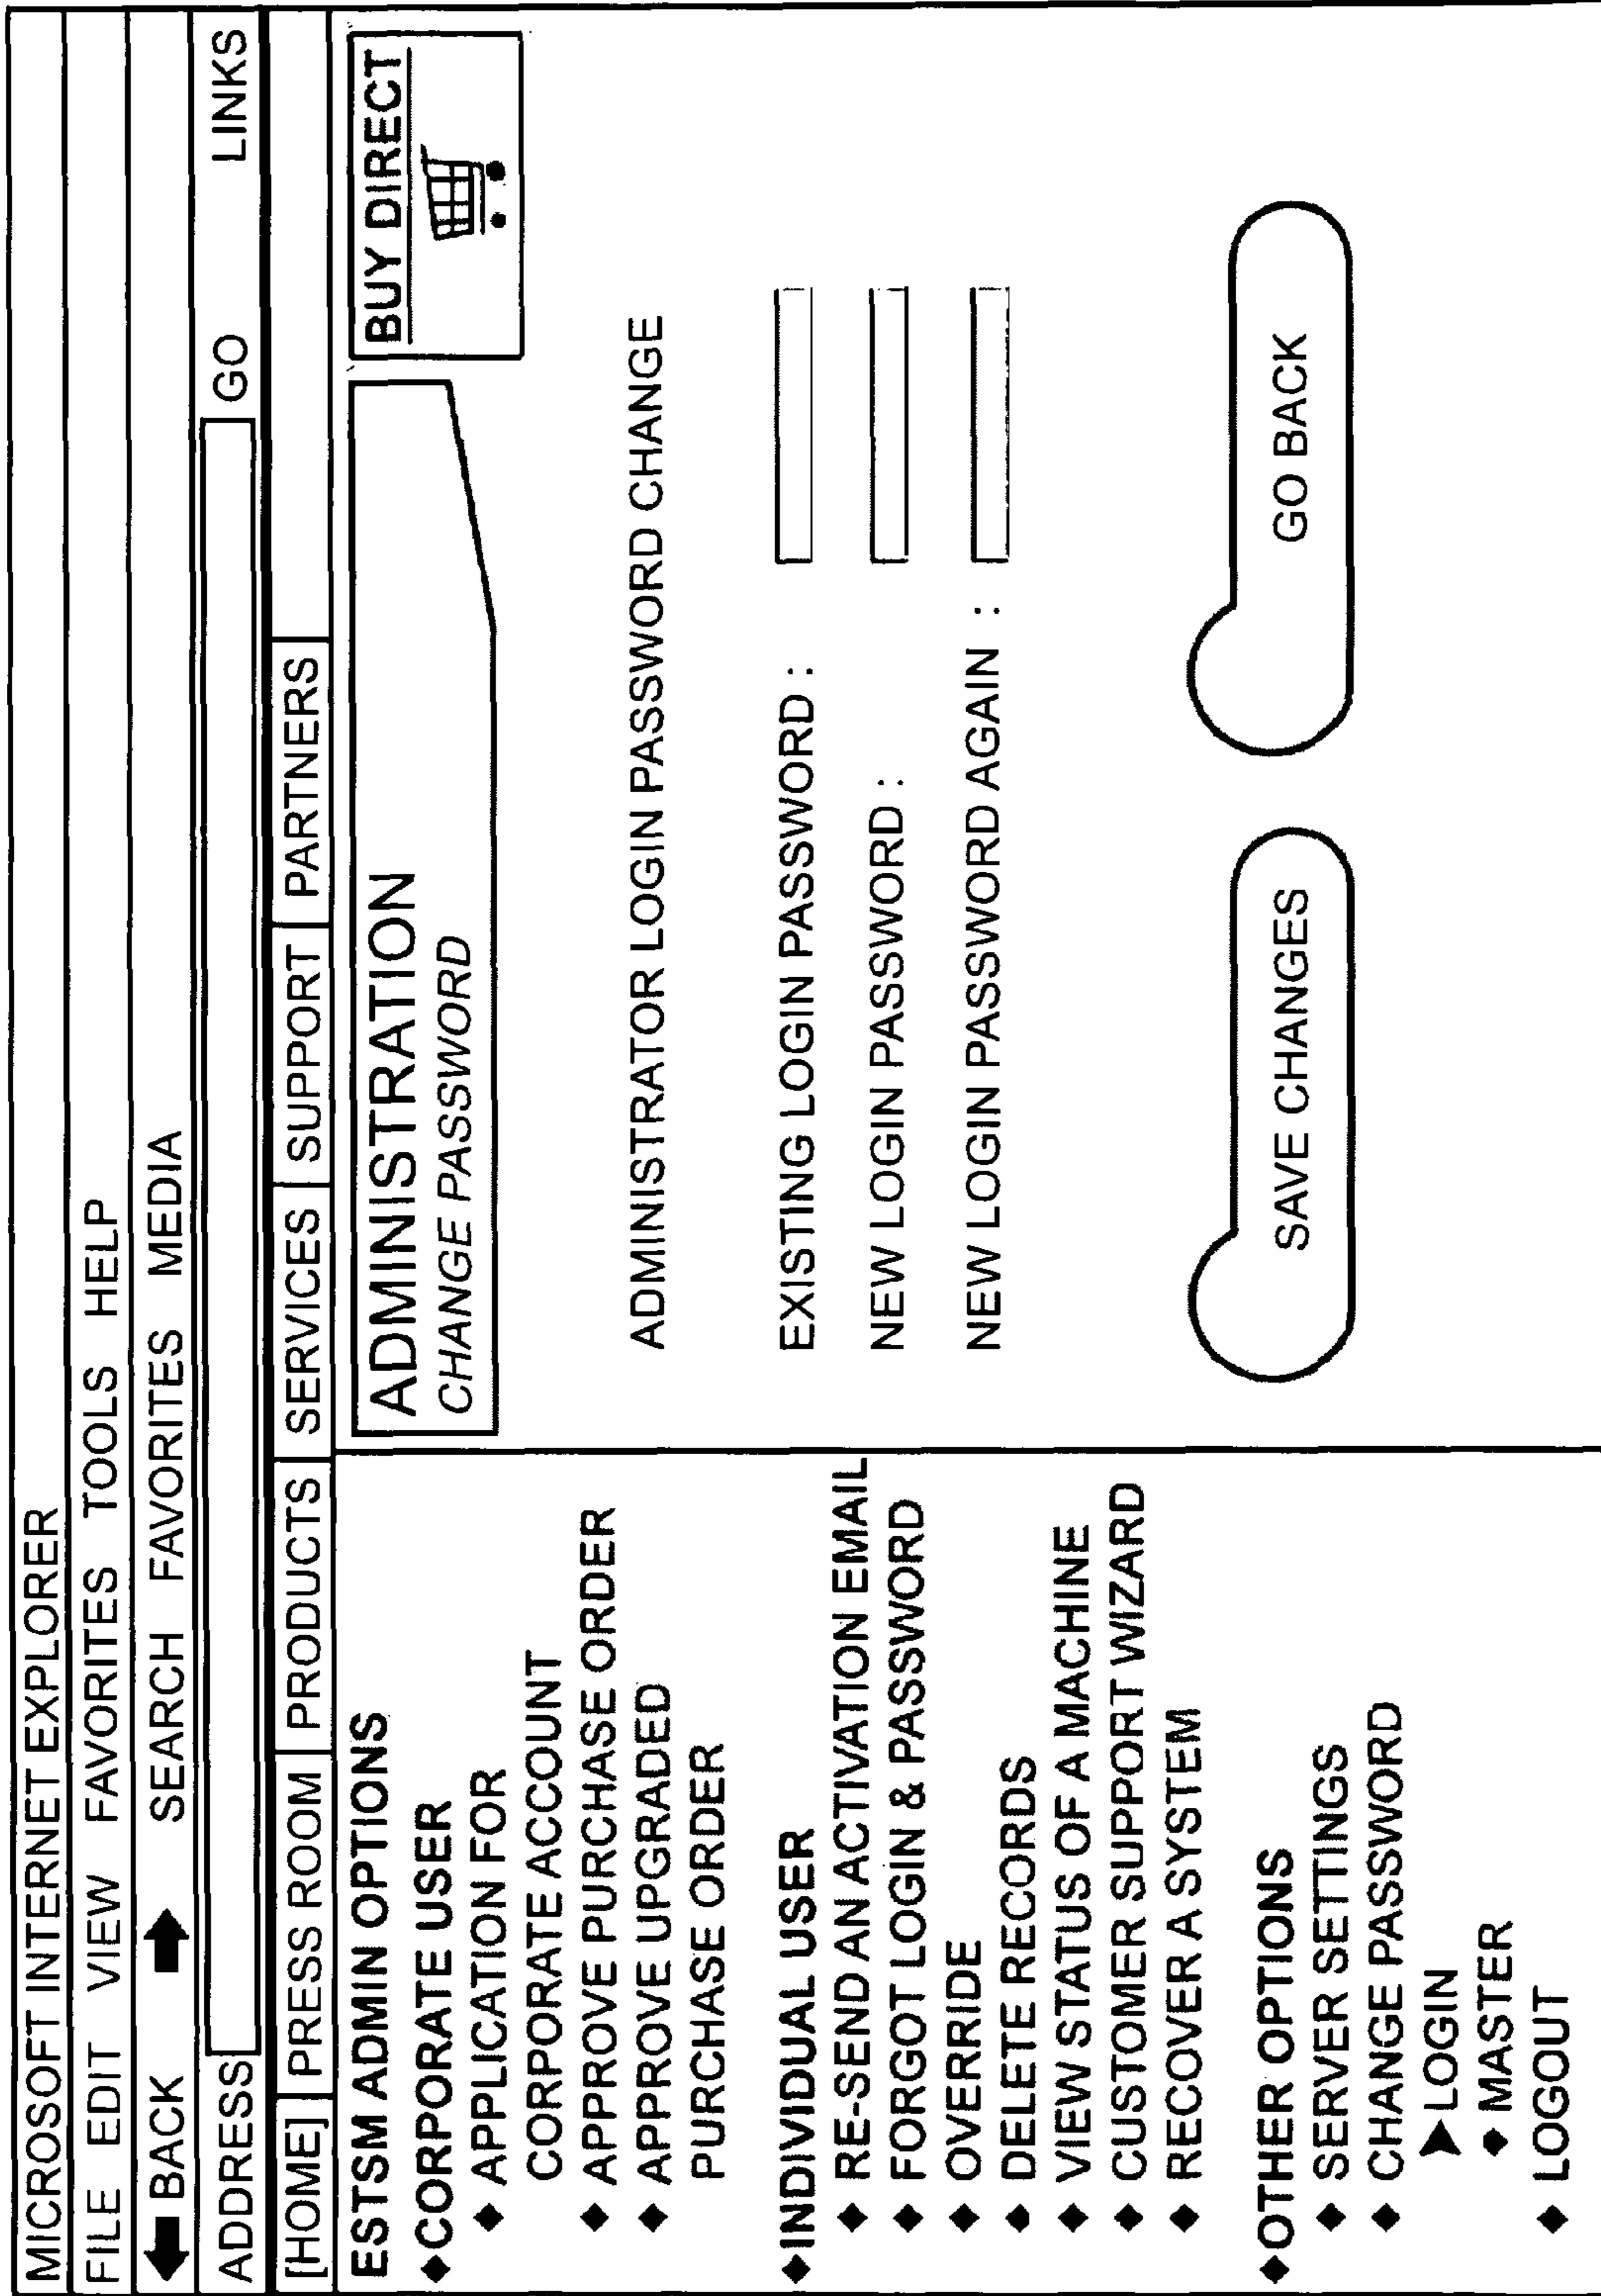 MICROSOFT INTERNET EXPLORER
FILE EDIT VIEW FAVORITES TOOLS HELP
BACK SEARCH FAVORITES MEDIA
ADDRESS GO LINKS
[HOME] PRESS ROOM PRODUCTS SERVICES SUPPORT PARTNERS
ESTSM ADMIN OPTIONS
◆CORPORATE USER
◆ APPLICATION FOR
CORPORATE ACCOUNT
◆ APPROVE PURCHASE ORDER
◆ APPROVE UPGRADED
PURCHASE ORDER
◆INDIVIDUAL USER
◆ RE-SEND AN ACTIVATION EMAIL
◆ FORGOT LOGIN & PASSWORD
◆ OVERRIDE
◆ DELETE RECORDS
◆ VIEW STATUS OF A MACHINE
◆ CUSTOMER SUPPORT WIZARD
◆ RECOVER A SYSTEM
◆OTHER OPTIONS
◆ SERVER SETTINGS
◆ CHANGE PASSWORD
➤ LOGIN
◆ MASTER
◆ LOGOUT
ADMINISTRATION
CHANGE PASSWORD
BUY DIRECT
ADMINISTRATOR LOGIN PASSWORD CHANGE
EXISTING LOGIN PASSWORD :
NEW LOGIN PASSWORD :
NEW LOGIN PASSWORD AGAIN :
SAVE CHANGES
GO BACK